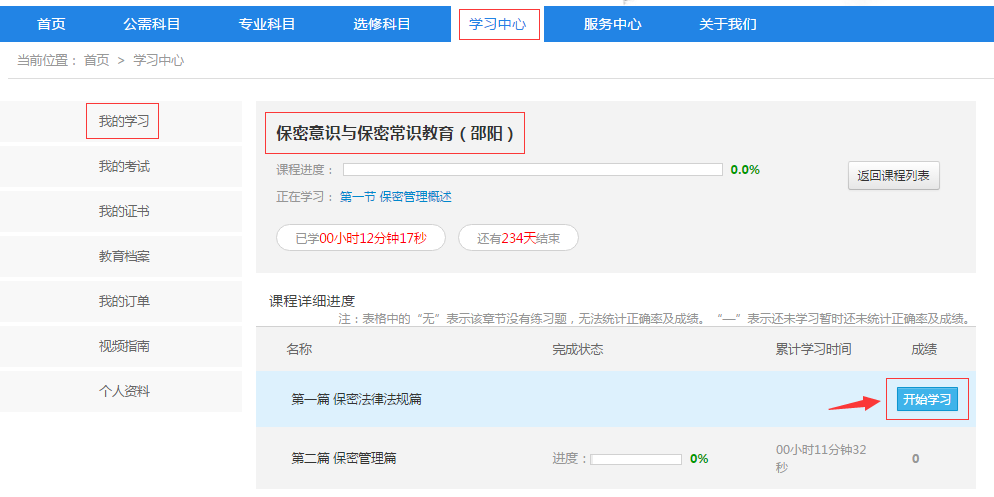 首页 公需科目 专业科目 选修科目 学习中心 服务中心 关于我们
当前位置： 首页 > 学习中心
我的学习
我的考试
我的证书
教育档案
我的订单
视频指南
个人资料
保密意识与保密常识教育（邵阳）
课程进度： 0.0%
返回课程列表
正在学习： 第一节 保密管理概述
已学00小时12分钟17秒 还有234天结束
课程详细进度
注：表格中的“无”表示该章节没有练习题，无法统计正确率及成绩。 “—”表示还未学习暂时还未统计正确率及成绩。
名称 完成状态 累计学习时间 成绩
第一篇 保密法律法规篇 开始学习
第二篇 保密管理篇 进度： 0% 00小时11分钟32
秒 0